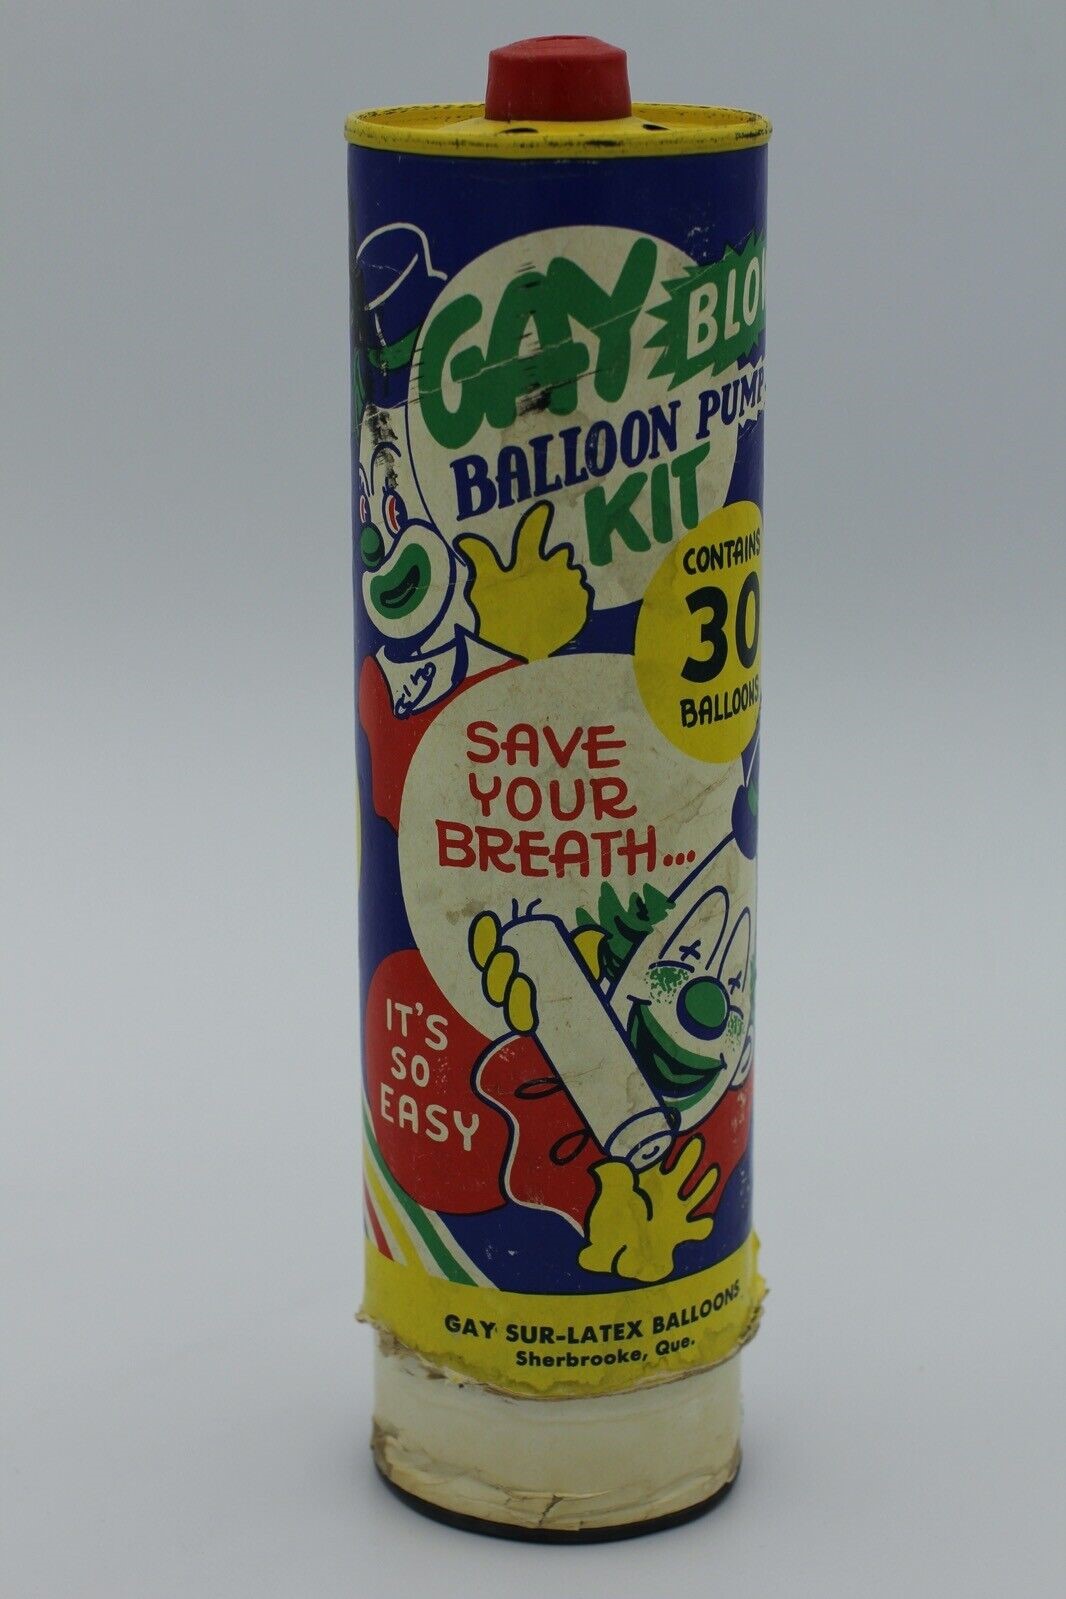 GAY
BALLOON PUMP
KIT
CONTAINS
30
BALLOONS
SAVE
YOUR
BREATH...
IT'S
SO
EASY
GAY SUR-LATEX BALLOONS
Sherbrooke, Que.